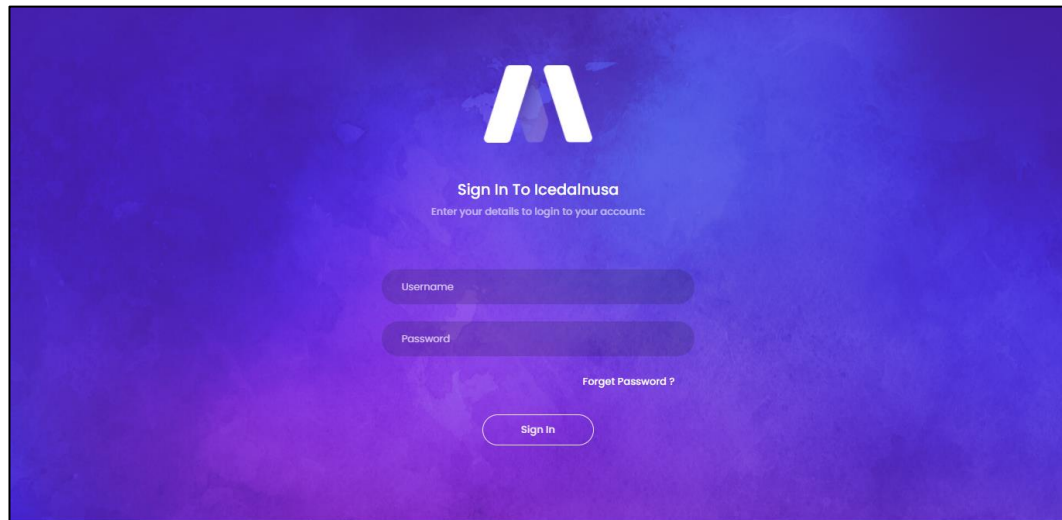 Sign In To Icedalnusa
Enter your details to login to your account:
Username
Password
Forget Password ?
Sign In